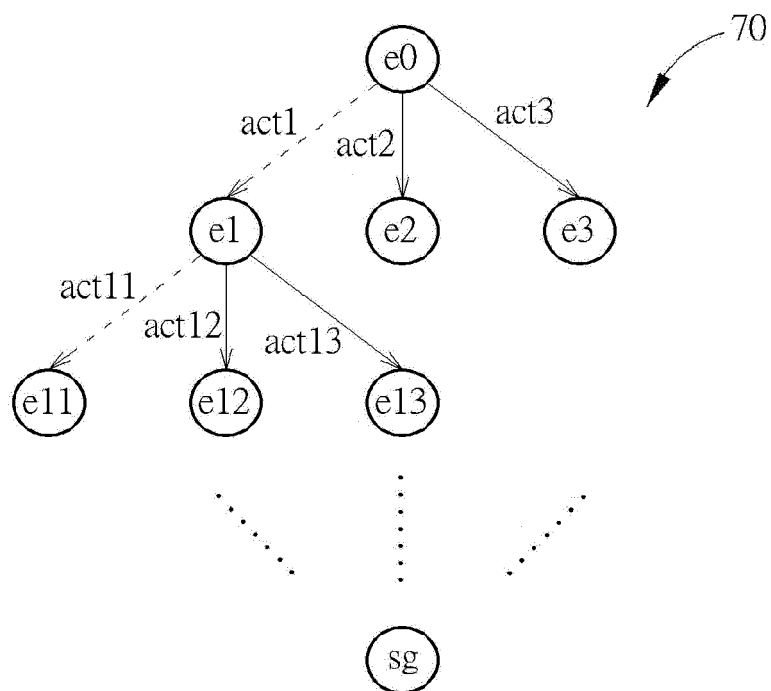 70
e0
act1
act2
act3
e1
e2
e3
act11
act12
act13
e11
e12
e13
sg